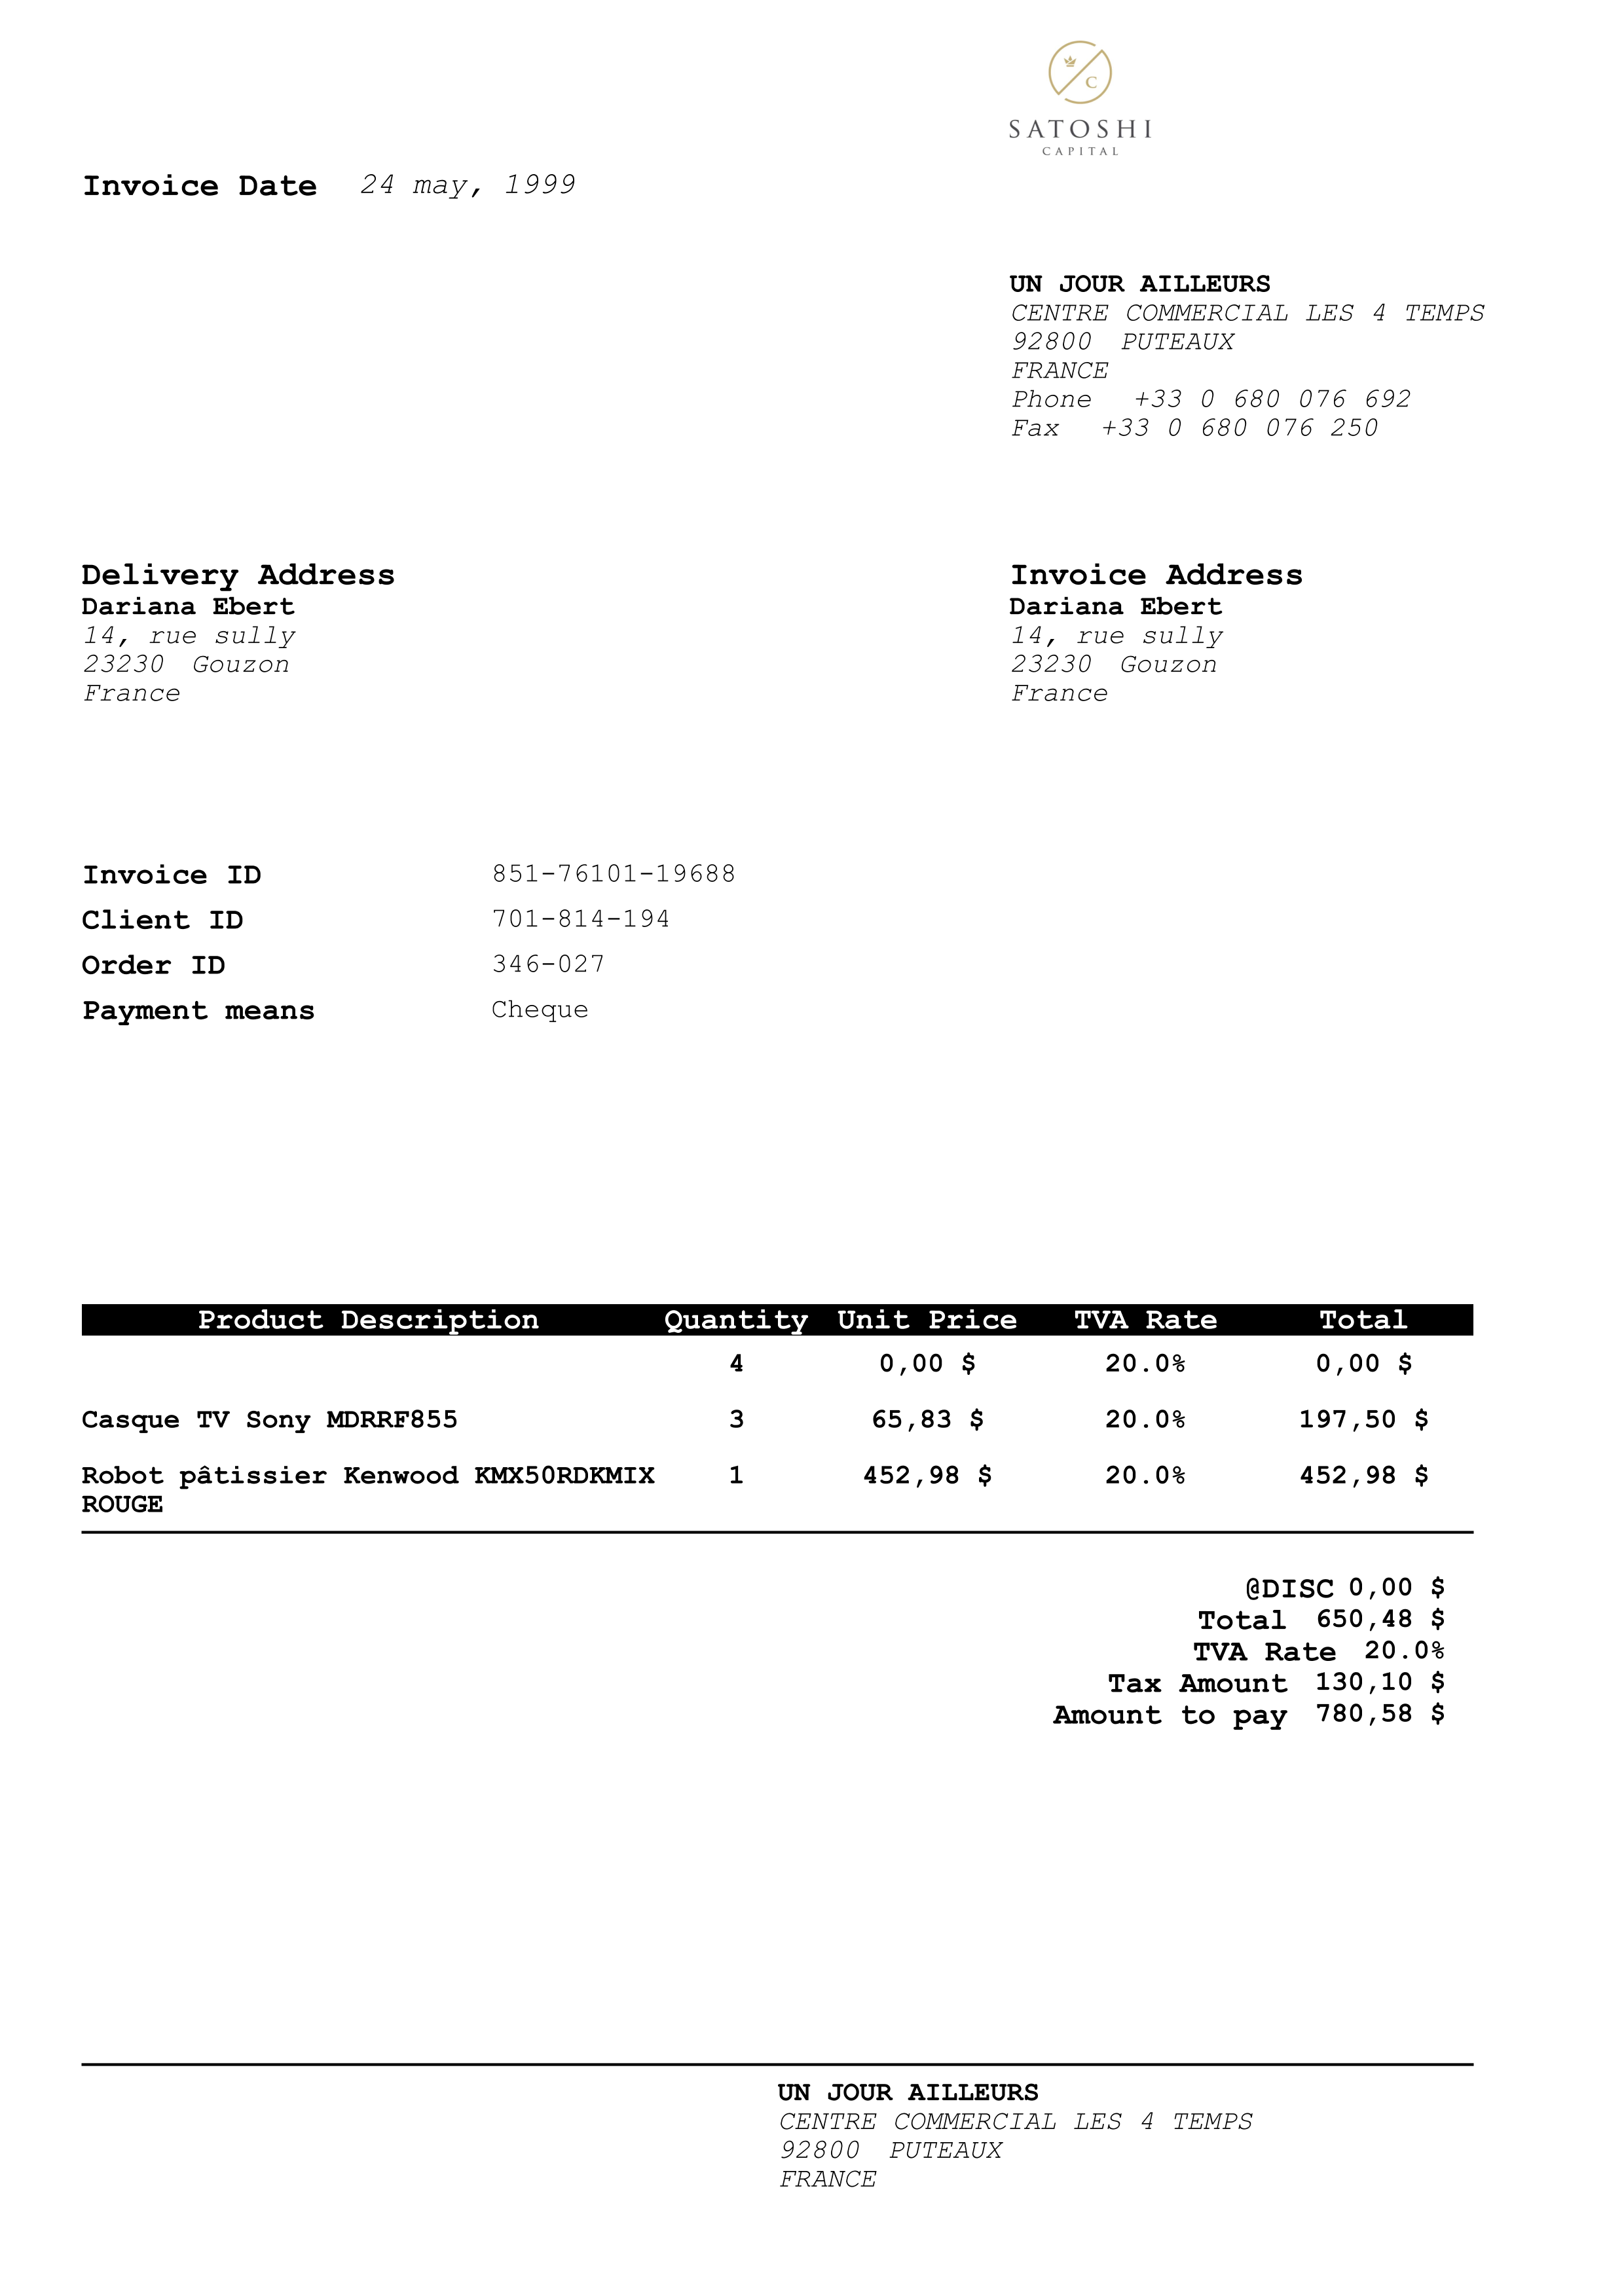 C
SATOSHI
CAPITAL
Invoice Date 24 may, 1999
UN JOUR AILLEURS
CENTRE COMMERCIAL LES 4 TEMPS
92800 PUTEAUX
FRANCE
Phone +33 0 680 076 692
Fax +33 0 680 076 250
Delivery Address
Dariana Ebert
14, rue sully
23230 Gouzon
France
Invoice Address
Dariana Ebert
14, rue sully
23230 Gouzon
France
Invoice ID 851-76101-19688
Client ID 701-814-194
Order ID 346-027
Payment means Cheque
Product Description Quantity Unit Price TVA Rate Total
4 0,00 $ 20.0% 0,00 $
Casque TV Sony MDRRF855 3 65,83 $ 20.0% 197,50 $
Robot pâtissier Kenwood KMX50RDKMIX 1 452,98 $ 20.0% 452,98 $
ROUGE
@DISC 0,00 $
Total 650,48 $
TVA Rate 20.0%
Tax Amount 130,10 $
Amount to pay 780,58 $
UN JOUR AILLEURS
CENTRE COMMERCIAL LES 4 TEMPS
92800 PUTEAUX
FRANCE